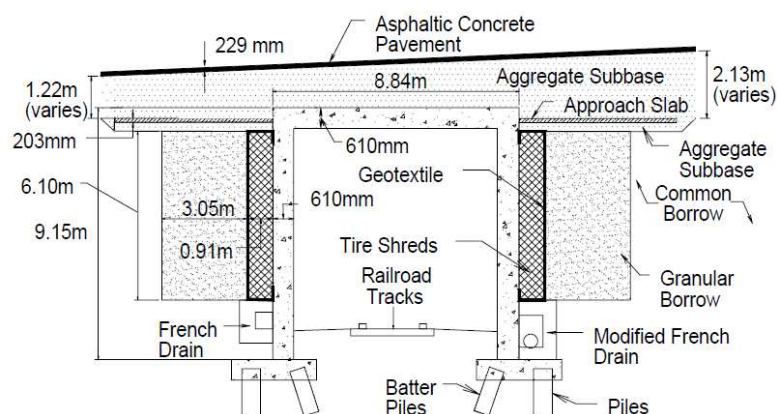 229 mm
Asphaltic Concrete
Pavement
1.22m
(varies)
8.84m
Aggregate Subbase
2.13m
(varies)
Approach Slab
203mm
610mm
Aggregate
Subbase
6.10m
Geotextile
Common
Borrow
3.05m
610mm
9.15m
0.91m
Tire Shreds
Railroad
Tracks
Granular
Borrow
French
Drain
Modified French
Drain
Batter
Piles
Piles